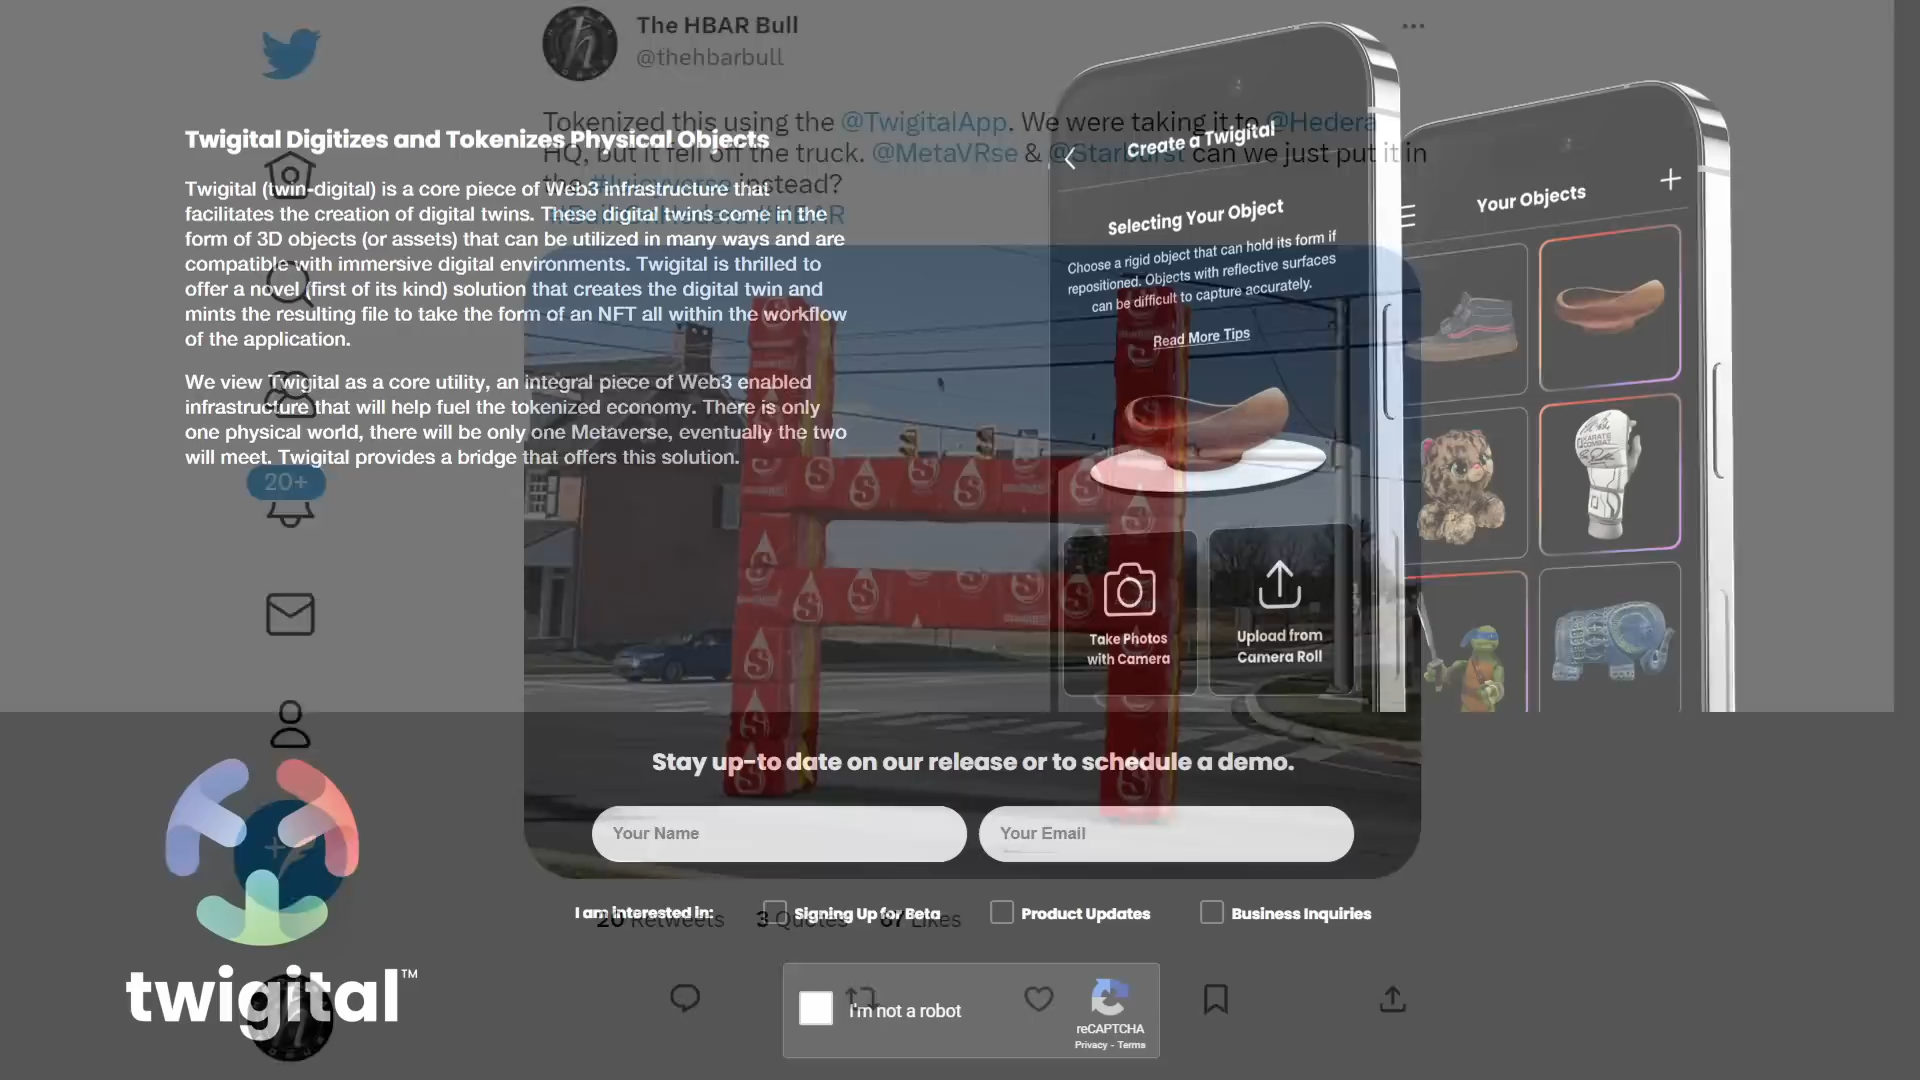 The HBAR Bull
@thehbarbull
Tokenized this using the @TwigitalApp. We were taking it to @Hedera
HQ, but it fell off the truck. @MetaVRse & @Starburst can we just put it in
the instead?
#HBAR
Twigital Digitizes and Tokenizes Physical Objects
Twigital (twin-digital) is a core piece of Web3 infrastructure that
facilitates the creation of digital twins. These digital twins come in the
form of 3D objects (or assets) that can be utilized in many ways and are
compatible with immersive digital environments. Twigital is thrilled to
offer a novel (first of its kind) solution that creates the digital twin and
mints the resulting file to take the form of an NFT all within the workflow
of the application.
We view Twigital as a core utility, an integral piece of Web3 enabled
infrastructure that will help fuel the tokenized economy. There is only
one physical world, there will be only one Metaverse, eventually the two
will meet. Twigital provides a bridge that offers this solution.
20+
Create a Twigital
Selecting Your Object
Choose a rigid object that can hold its form if
repositioned. Objects with reflective surfaces
can be difficult to capture accurately.
Read More Tips
Take Photos
with Camera
Upload from
Camera Roll
Your Objects
KARATE
COMBAT
Stay up-to date on our release or to schedule a demo.
Your Name
Your Email
I am interested in:
Signing Up for Beta
Product Updates
Business Inquiries
20 Retweets 3 Quotes 67 Likes
I'm not a robot
reCAPTCHA
Privacy - Terms
twigital™